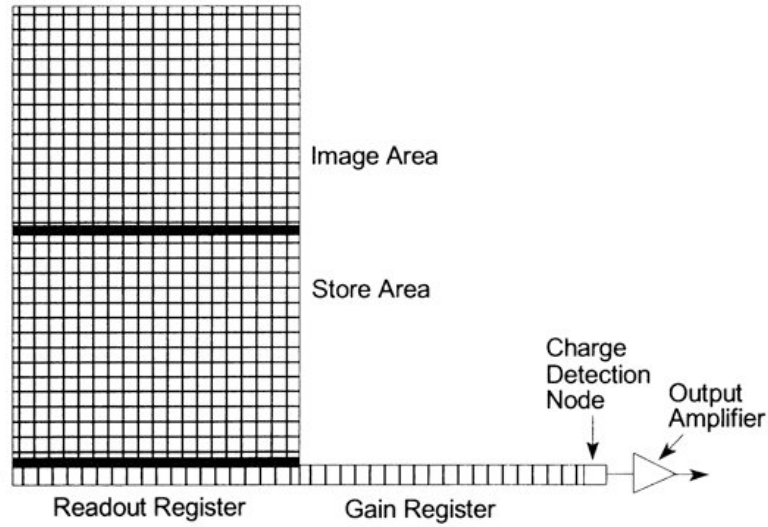 Image Area
Store Area
Charge
Detection
Node
Output
Amplifier
Readout Register
Gain Register